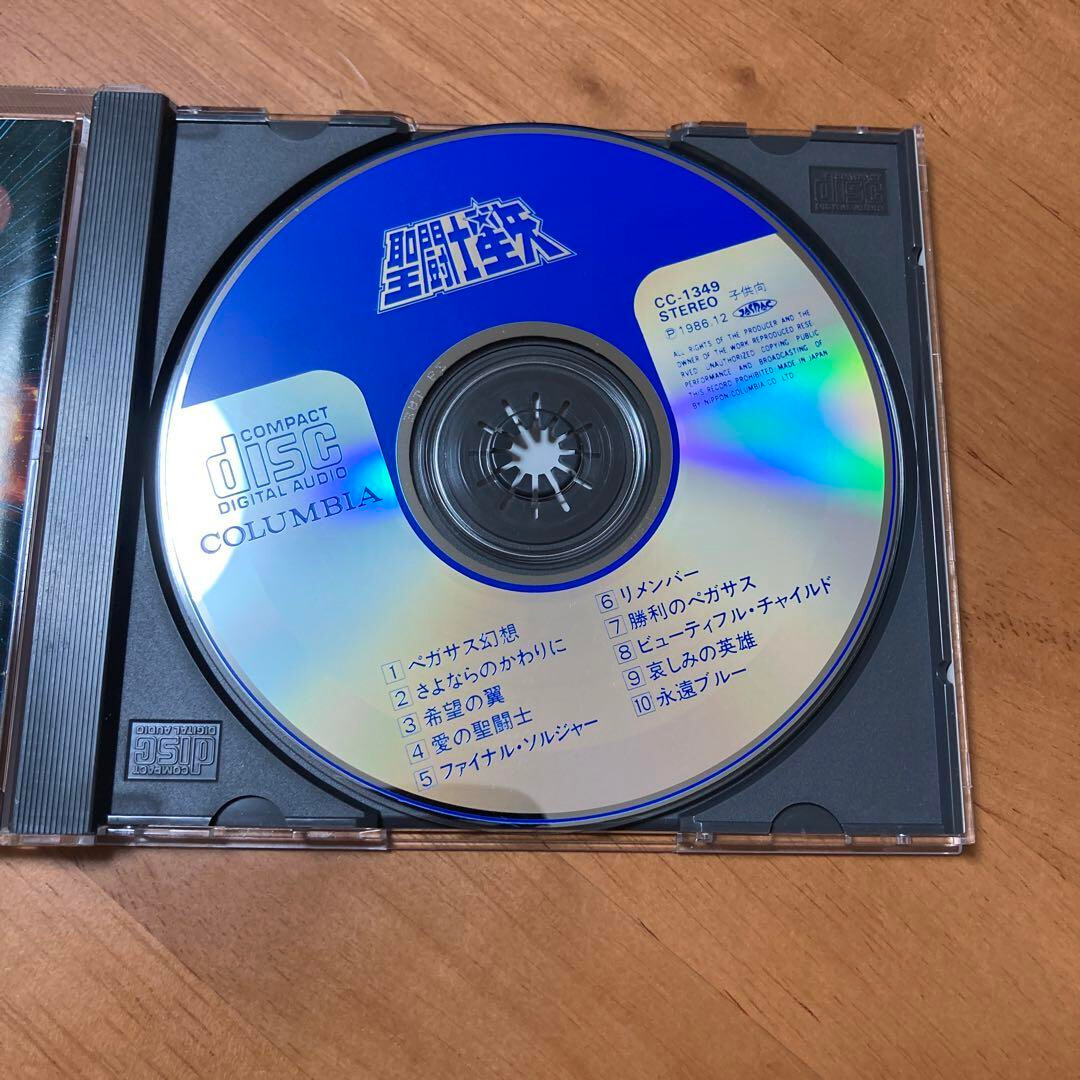 聖闘士星矢
CC-1349
STEREO 子供向
Ⓟ1986.12 JASRAC
ALL RIGHTS OF THE PRODUCER AND THE
OWNER OF THE WORK REPRODUCED RESE
RVED UNAUTHORIZED COPYING PUBLIC
PERFORMANCE AND BROADCASTING OF
THIS RECORD PROHIBITED MADE IN JAPAN
BY NIPPON COLUMBIA CO. LTD.
COMPACT
disc
DIGITAL AUDIO
COLUMBIA
1 ペガサス幻想
2 さよならのかわりに
3 希望の翼
4 愛の聖闘士
5 ファイナル・ソルジャー
6 リメンバー
7 勝利のペガサス
8 ビューティフル・チャイルド
9 哀しみの英雄
10 永遠ブルー
COMPACT
disc
DIGITAL AUDIO
COMPACT
disc
DIGITAL AUDIO